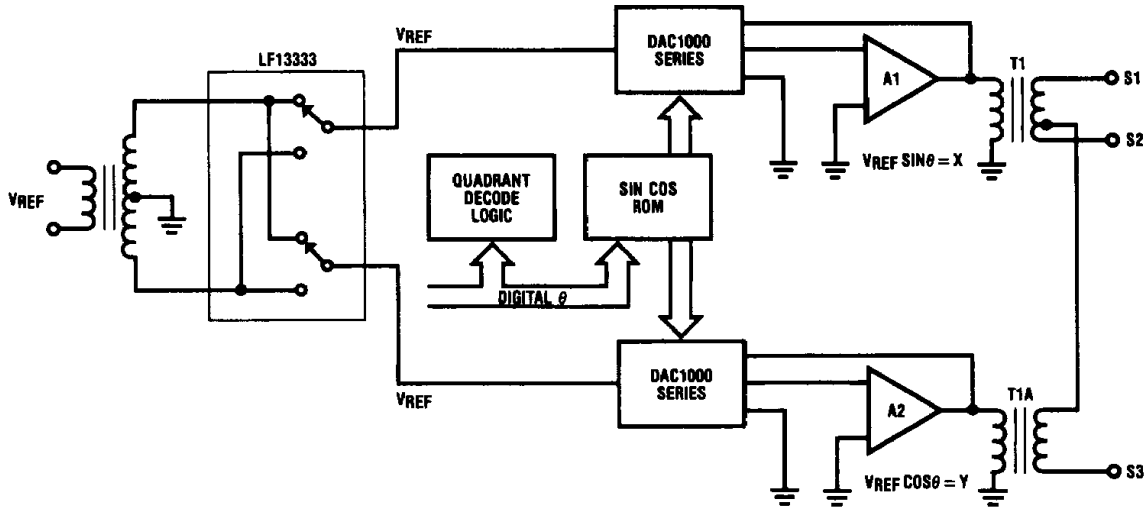 LF13333
VREF
DAC1000
SERIES
A1
T1
S1
S2
VREF SINθ = X
VREF
QUADRANT
DECODE
LOGIC
SIN COS
ROM
DIGITAL θ
VREF
DAC1000
SERIES
A2
T1A
S3
VREF COSθ = Y